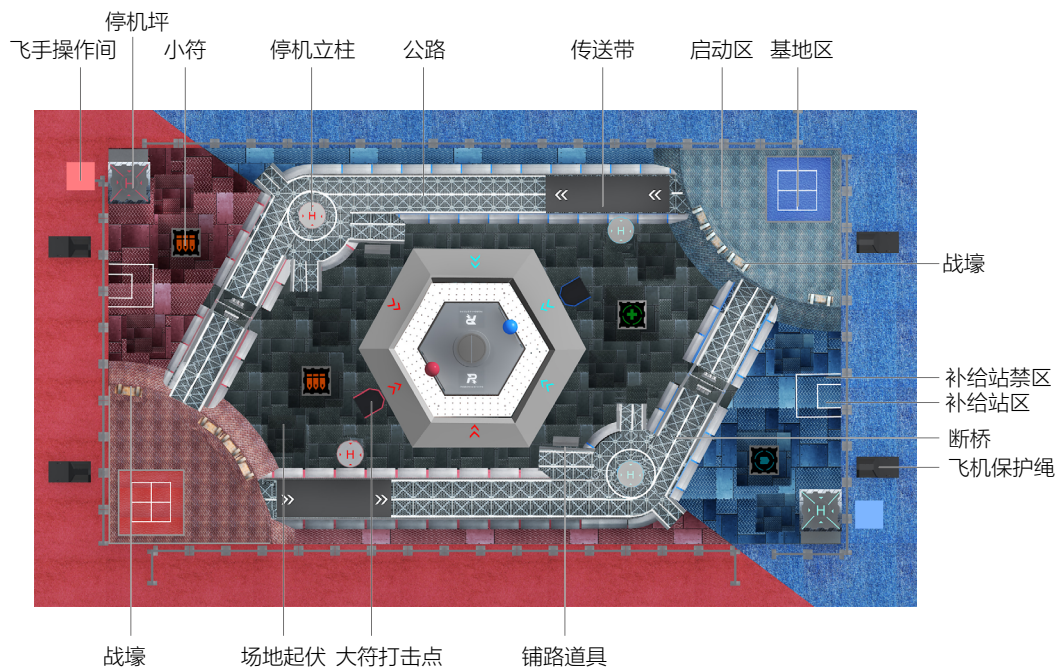 停机坪
飞手操作间
小符
停机立柱
公路
传送带
启动区
基地区
H
H
H
战壕
补给站禁区
补给站区
断桥
飞机保护绳
R
R
H
H
H
战壕
场地起伏
大符打击点
铺路道具